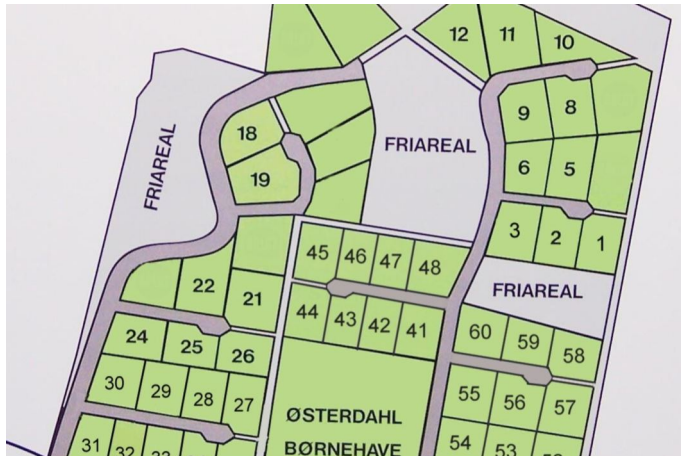 12 11 10
9 8
18
FRIAREAL
FRIAREAL
6 5
19
3 2 1
45 46 47 48
FRIAREAL
22 21
44 43 42 41
60 59 58
24 25 26
30 29 28 27
55 56 57
ØSTERDAHL
BØRNEHAVE
31 32
54 53